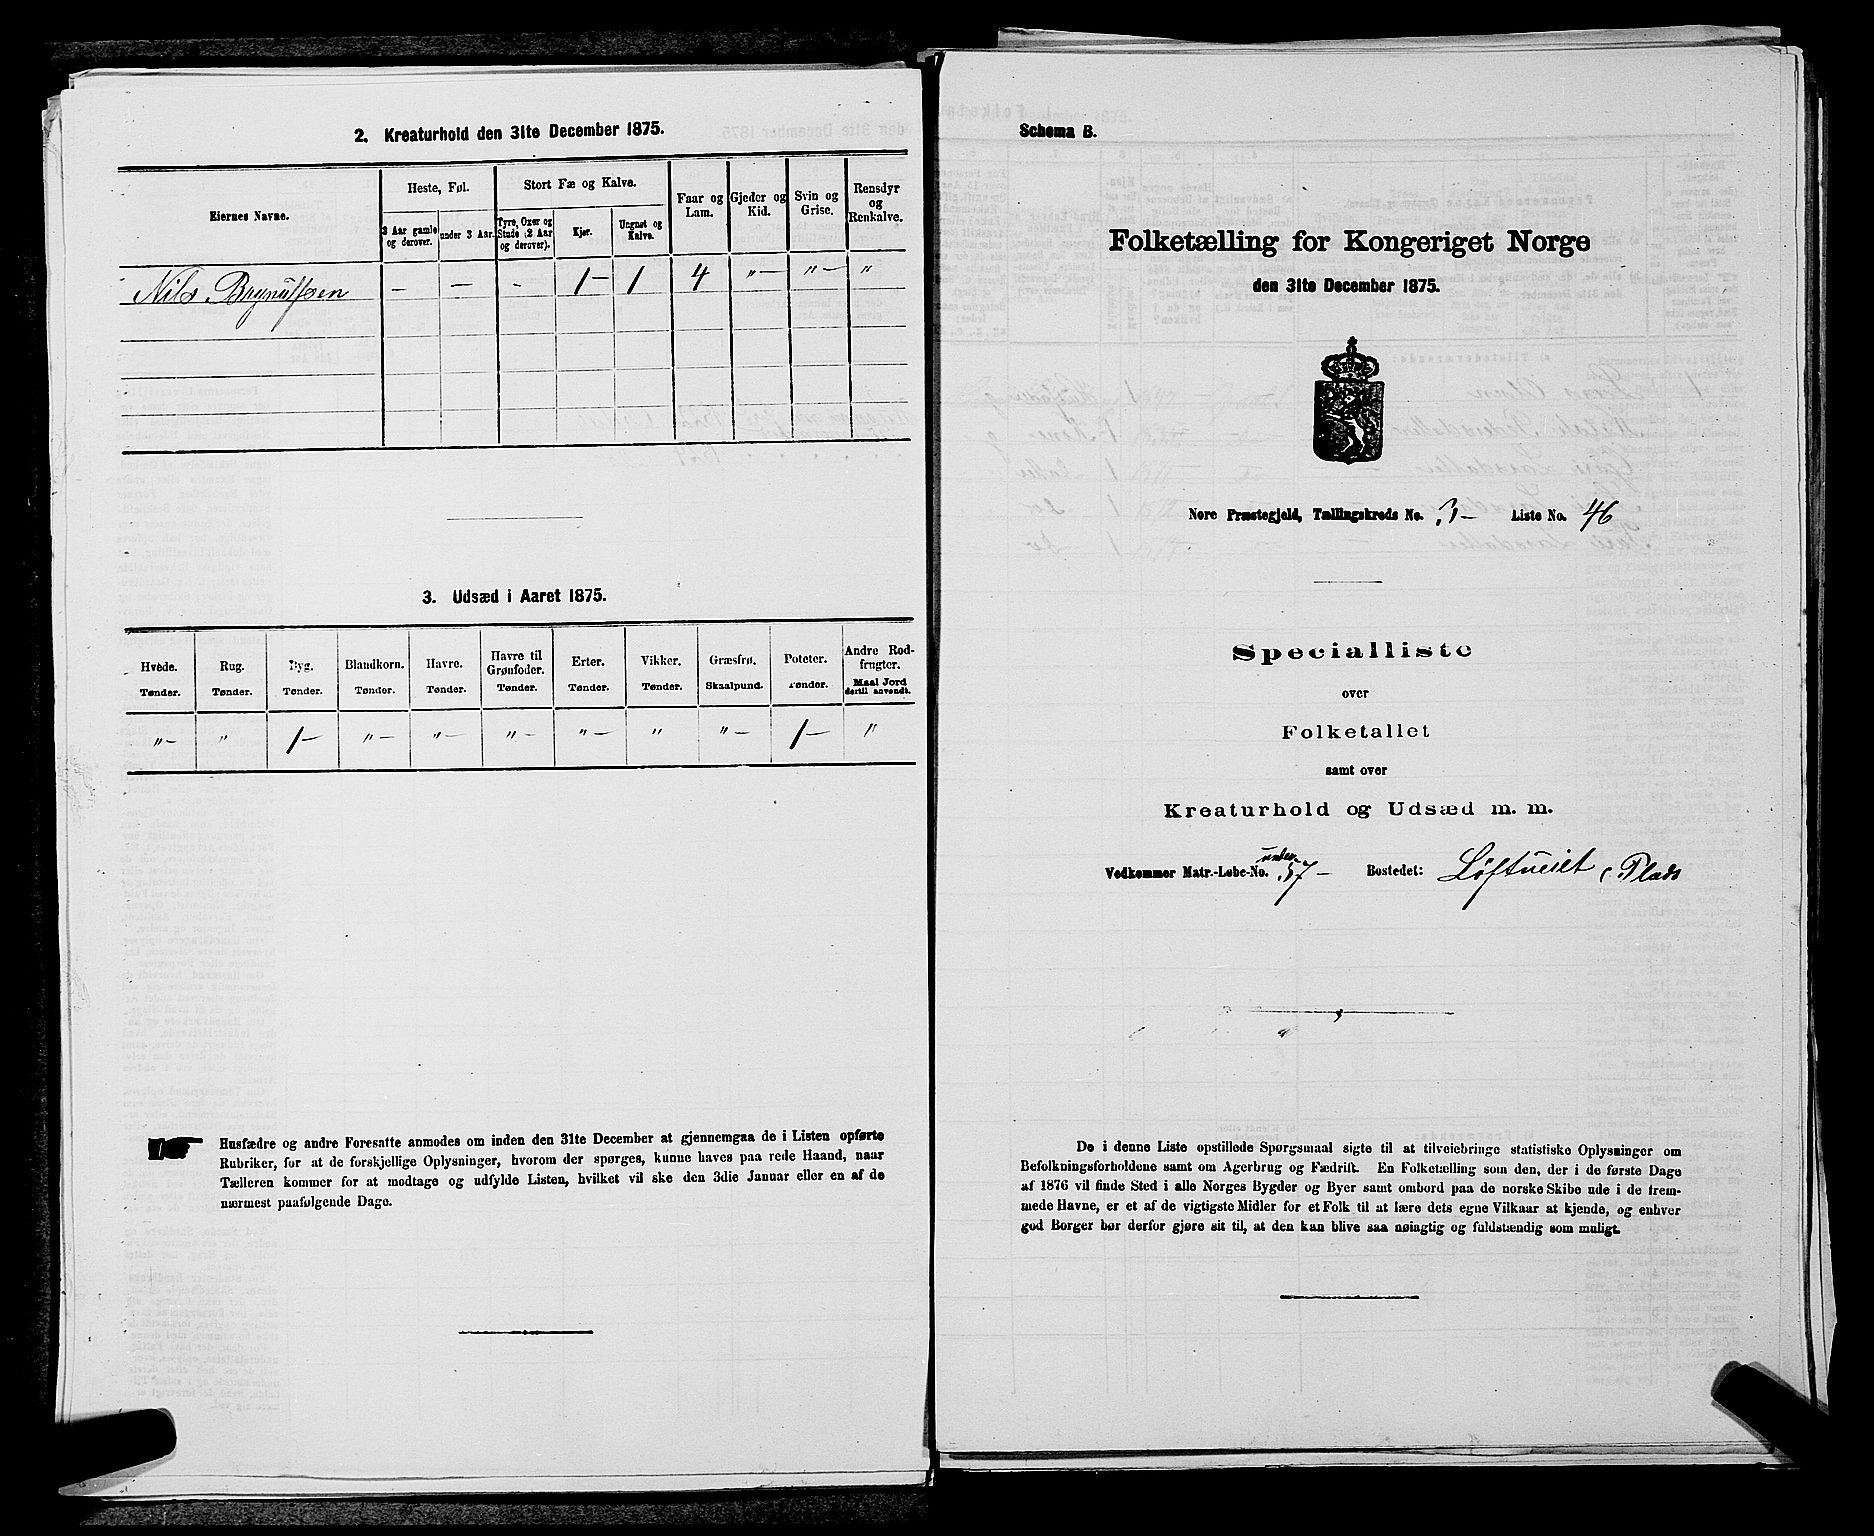 2. Kreaturhold den 31te December 1875.
Eiernes Navne.
Heste, Føl.
Stort Fæ og Kalve.
Faar og Lam.
Gjeder og Kid.
Svin og Grise.
Rensdyr og Renkalve.
3 Aar gamle og derover.
under 3 Aar.
Tyre, Oxer og Stude (2 Aar og derover).
Kjør.
Ungnøt og Kalve.
Nils Brynulfsen — — - 1— 1 4 "— "— "
3. Udsæd i Aaret 1875.
Hvede. Rug. Byg. Blandkorn. Havre. Havre til Grønfoder. Erter. Vikker. Græsfrø. Poteter. Andre Rodfrugter.
Tønder. Tønder. Tønder. Tønder. Tønder. Tønder. Tønder. Tønder. Skaalpund. Tønder. Maal Jord dertil anvendt.
"— " 1— "— "— "— "— " "— 1— "
Husfædre og andre Foresatte anmodes om inden den 31te December at gjennemgaa de i Listen opførte
Rubriker, for at de forskjellige Oplysninger, hvorom der spørges, kunne haves paa rede Haand, naar
Tælleren kommer for at modtage og udfylde Listen, hvilket vil ske den 3die Januar eller en af de
nærmest paafølgende Dage.
Schema B.
Folketælling for Kongeriget Norge
den 31te December 1875.
Nore Præstegjeld, Tællingskreds No. 3— Liste No. 46
Specialliste
over
Folketallet
samt over
Kreaturhold og Udsæd m. m.
under
Vedkommer Matr.-Løbe-No. 57— Bostedet: Løftueiet, Plads
De i denne Liste opstillede Spørgsmaal sigte til at tilveiebringe statistiske Oplysninger om
Befolkningsforholdene samt om Agerbrug og Fædrift. En Folketælling som den, der i de første Dage
af 1876 vil finde Sted i alle Norges Bygder og Byer samt ombord paa de norske Skibe ude i de frem-
mede Havne, er et af de vigtigste Midler for et Folk til at lære dets egne Vilkaar at kjende, og enhver
god Borger bør derfor gjøre sit til, at den kan blive saa nøiagtig og fuldstændig som muligt.